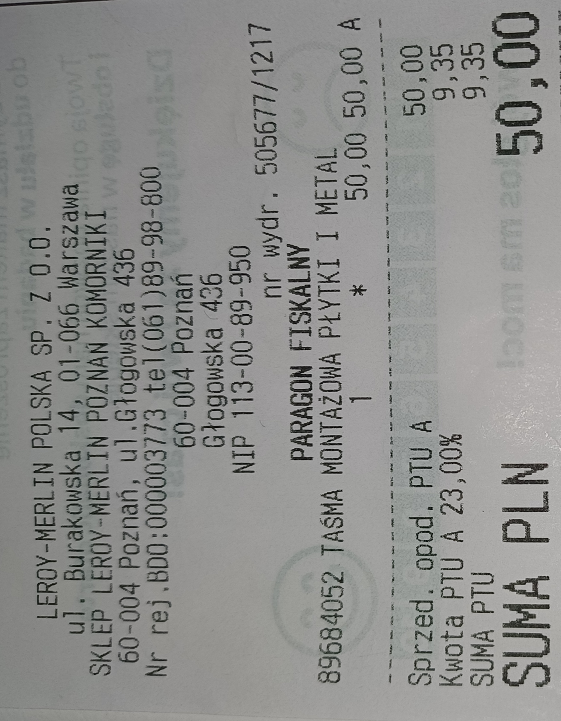 LEROY-MERLIN POLSKA SP. Z O.O.
ul. Burakowska 14, 01-066 Warszawa
SKLEP LEROY-MERLIN POZNAŃ KOMORNIKI
60-004 Poznań, ul.Głogowska 436
Nr rej.BDO:000003773 tel(061)89-98-800
60-004 Poznań
Głogowska 436
NIP 113-00-89-950
nr wydr. 505677/1217
PARAGON FISKALNY
89684052 TAŚMA MONTAŻOWA PŁYTKI I METAL
1 * 50,00 50,00 A
Sprzed. opod. PTU A 50,00
Kwota PTU A 23,00% 9,35
SUMA PTU 9,35
SUMA PLN 50,00